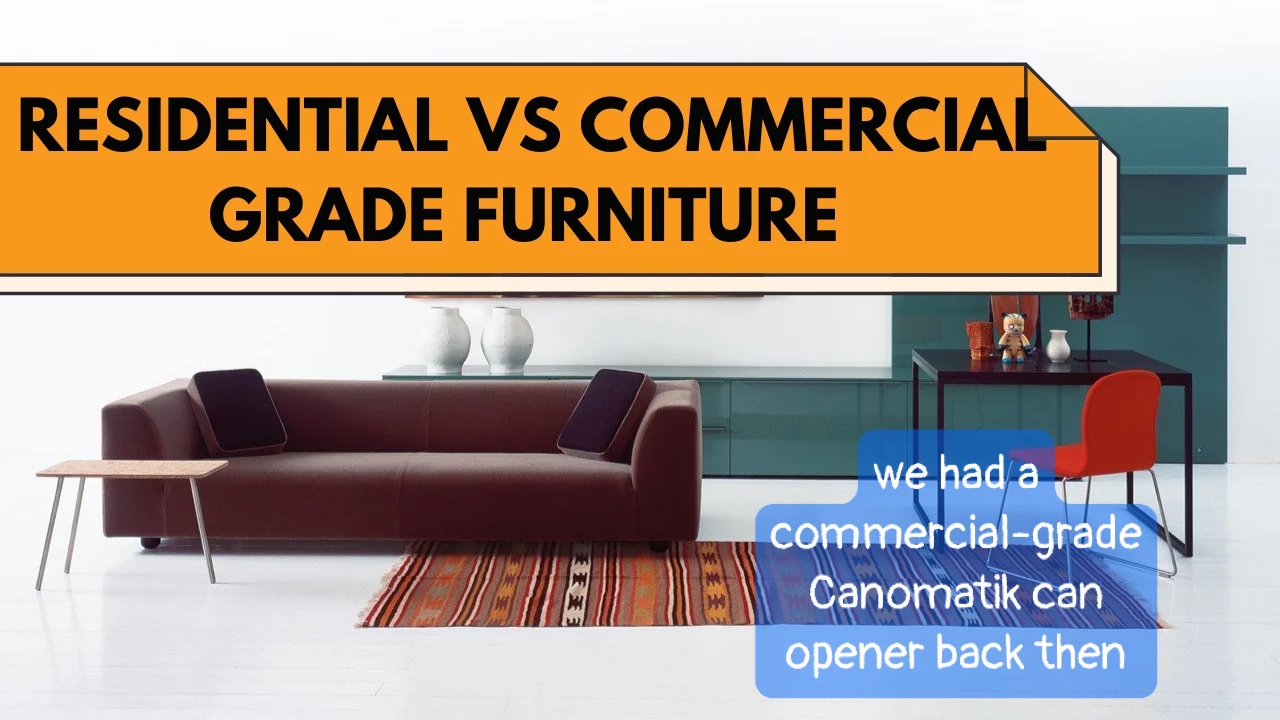 RESIDENTIAL VS COMMERCIAL
GRADE FURNITURE
we had a
commercial-grade
Canomatik can
opener back then